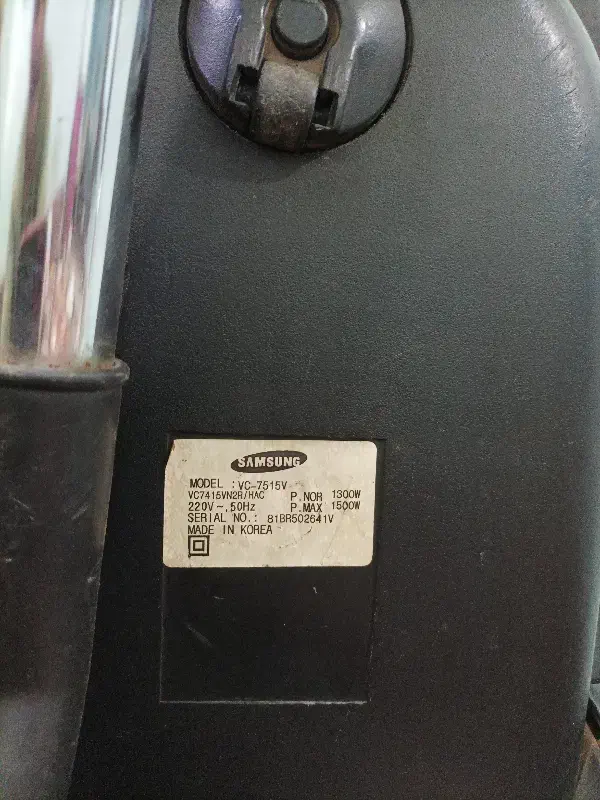 SAMSUNG
MODEL : VC-7515V
VC7415VN2R/HAC P.NOR 1300W
220V ~, 50Hz P.MAX 1500W
SERIAL NO.: 81BR502641V
MADE IN KOREA